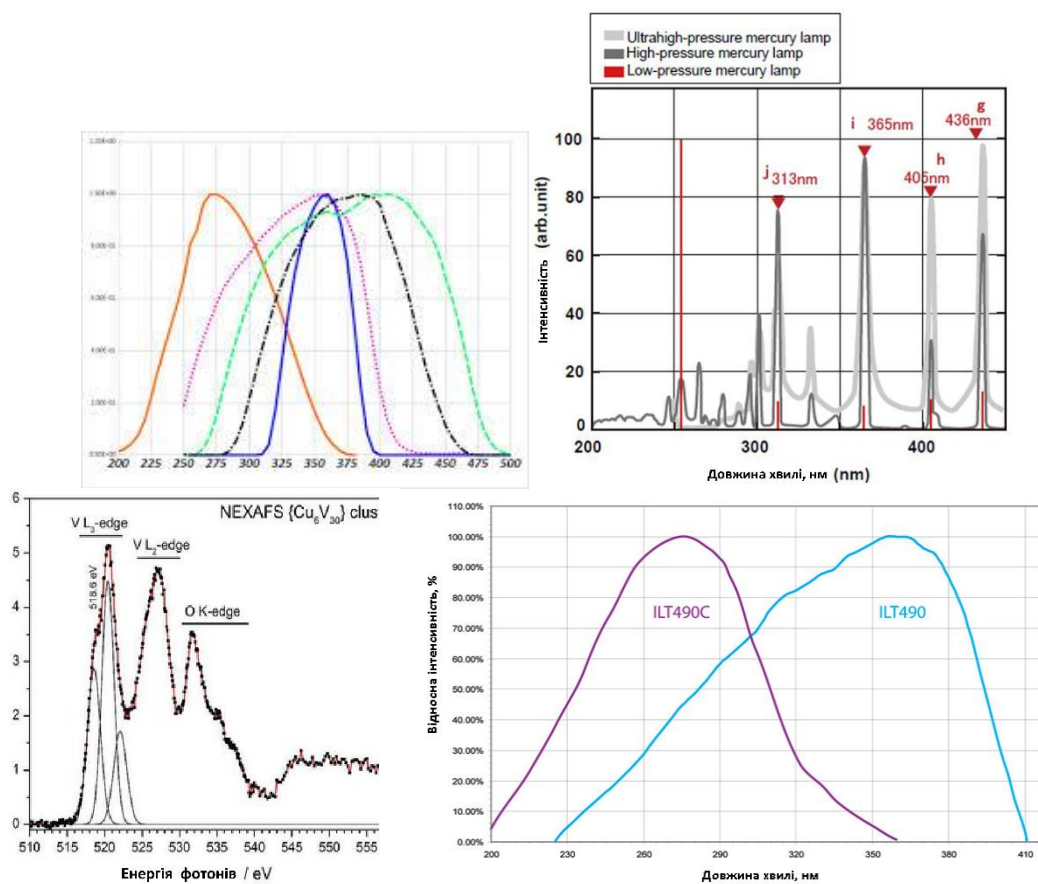 1.20E+00
200 225 250 275 300 325 350 375 400 425 450 475 500
Ultrahigh-pressure mercury lamp
High-pressure mercury lamp
Low-pressure mercury lamp
Інтенсивність (arb.unit)
100
80
60
40
20
0
j 313nm
i 365nm
h
405nm
g
436nm
200 300 400
Довжина хвилі, нм (nm)
NEXAFS {Cu6V30} clust
V L3-edge
V L2-edge
O K-edge
518.6 eV
6
5
4
3
2
1
0
510 515 520 525 530 535 540 545 550 555
Енергія фотонів / eV
Відносна інтенсивність, %
110.00%
100.00%
90.00%
80.00%
70.00%
60.00%
50.00%
40.00%
30.00%
20.00%
10.00%
0.00%
ILT490C
ILT490
200 230 260 290 320 350 380 410
Довжина хвилі, нм